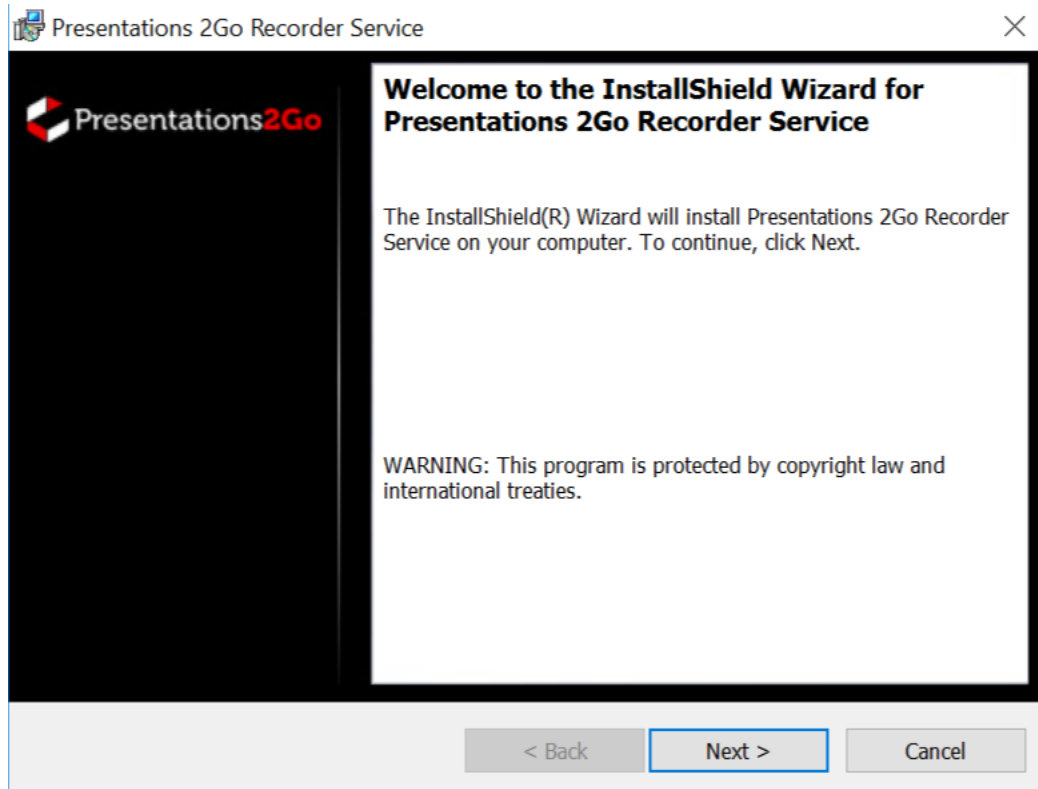 Presentations 2Go Recorder Service
Presentations2Go
Welcome to the InstallShield Wizard for
Presentations 2Go Recorder Service
The InstallShield(R) Wizard will install Presentations 2Go Recorder
Service on your computer. To continue, click Next.
WARNING: This program is protected by copyright law and
international treaties.
< Back
Next >
Cancel